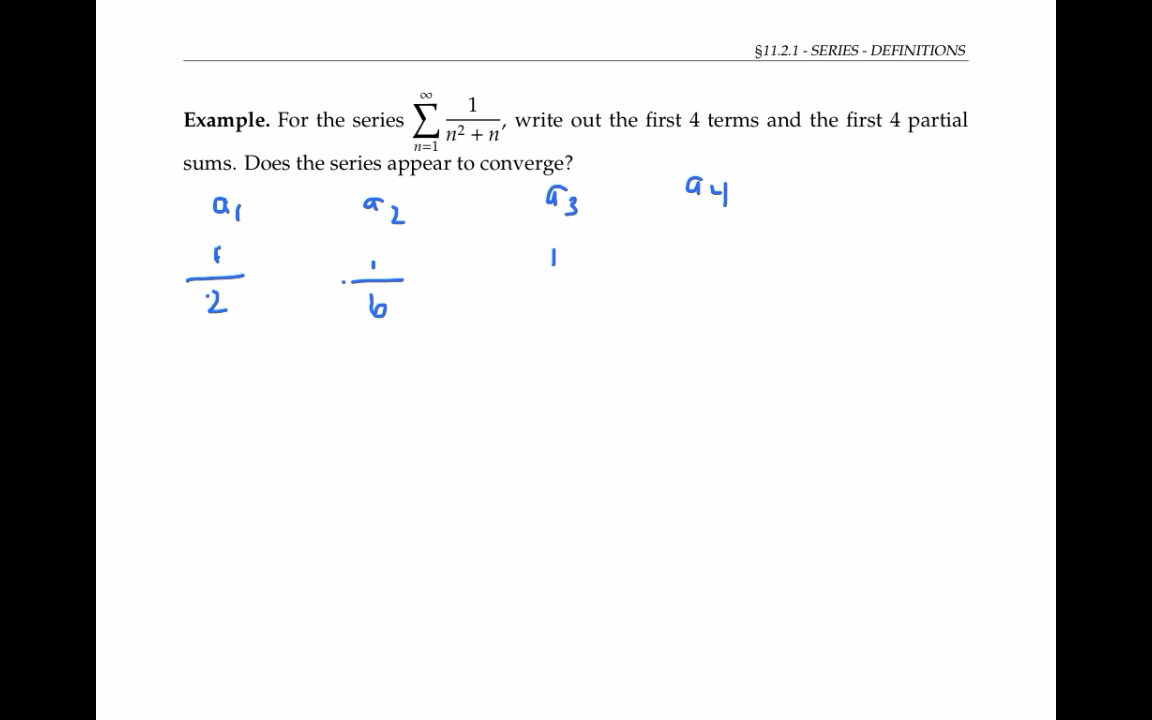 §11.2.1 - SERIES - DEFINITIONS
Example. For the series ∑_{n=1}^{∞} 1/(n² + n), write out the first 4 terms and the first 4 partial
sums. Does the series appear to converge?
a₁ a₂ a₃ a₄
1/2 1/6 1